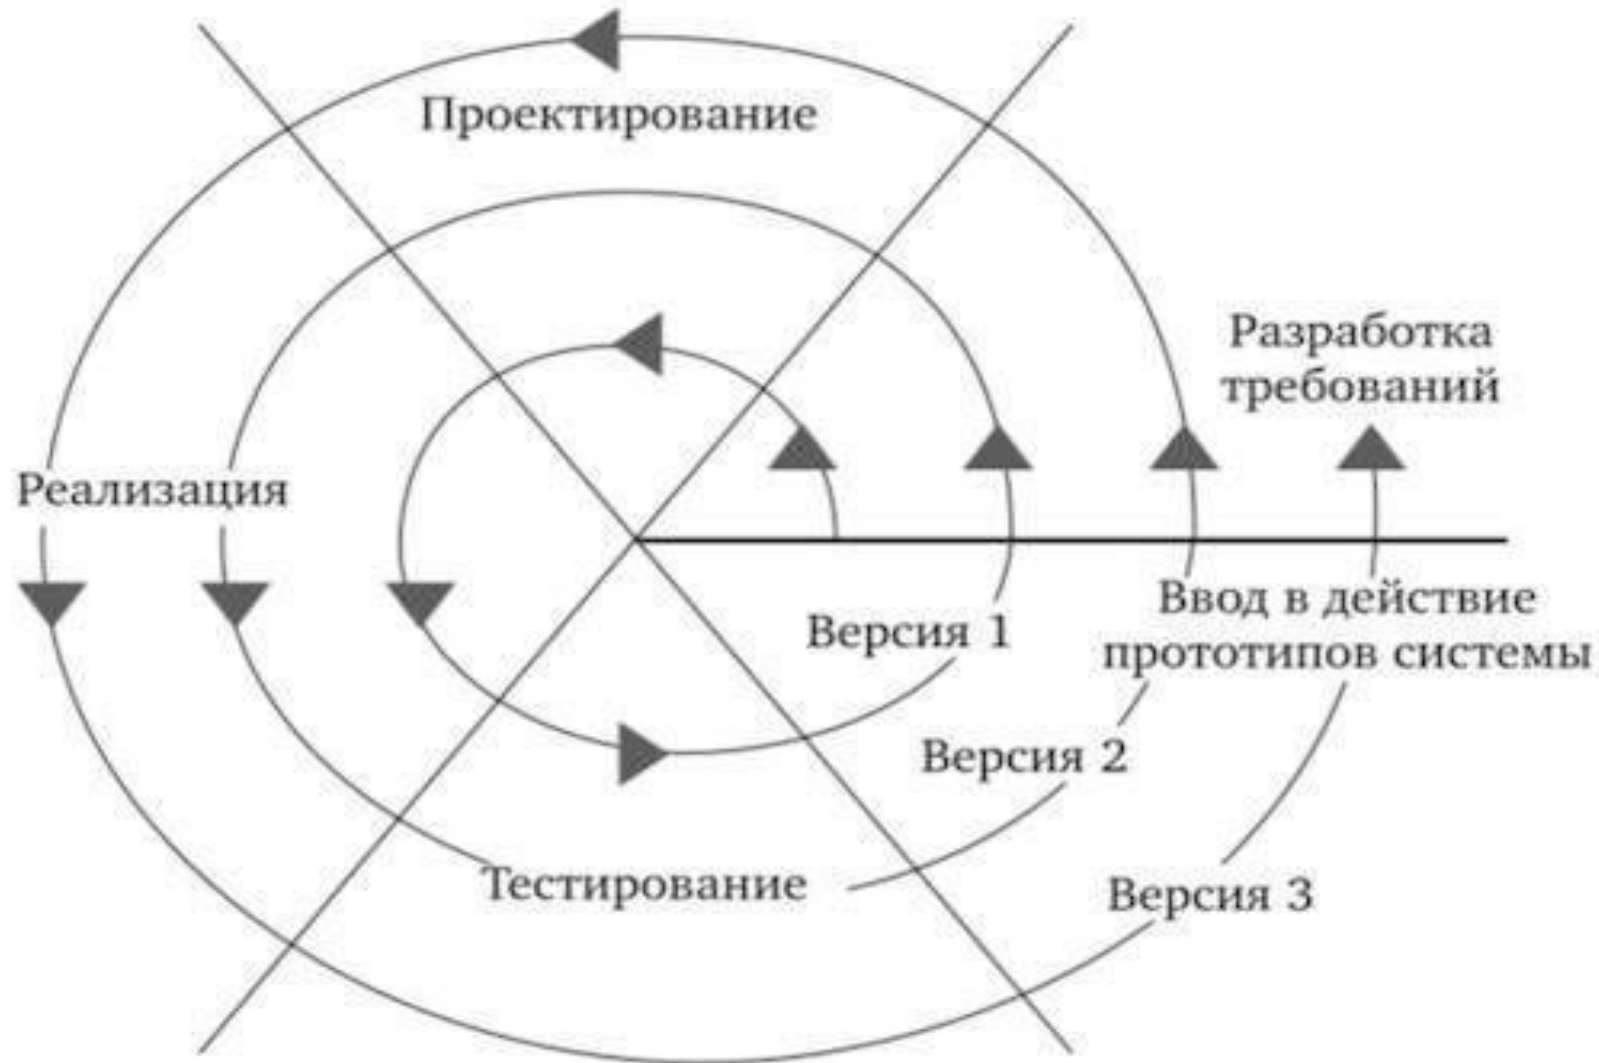 Проектирование
Разработка
требований
Реализация
Ввод в действие
прототипов системы
Версия 1
Версия 2
Тестирование
Версия 3